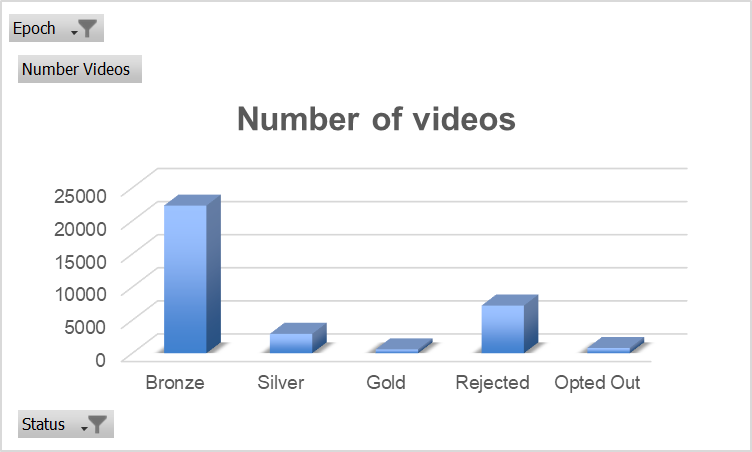 Epoch
Number Videos
Number of videos
25000
20000
15000
10000
5000
0
Bronze Silver Gold Rejected Opted Out
Status